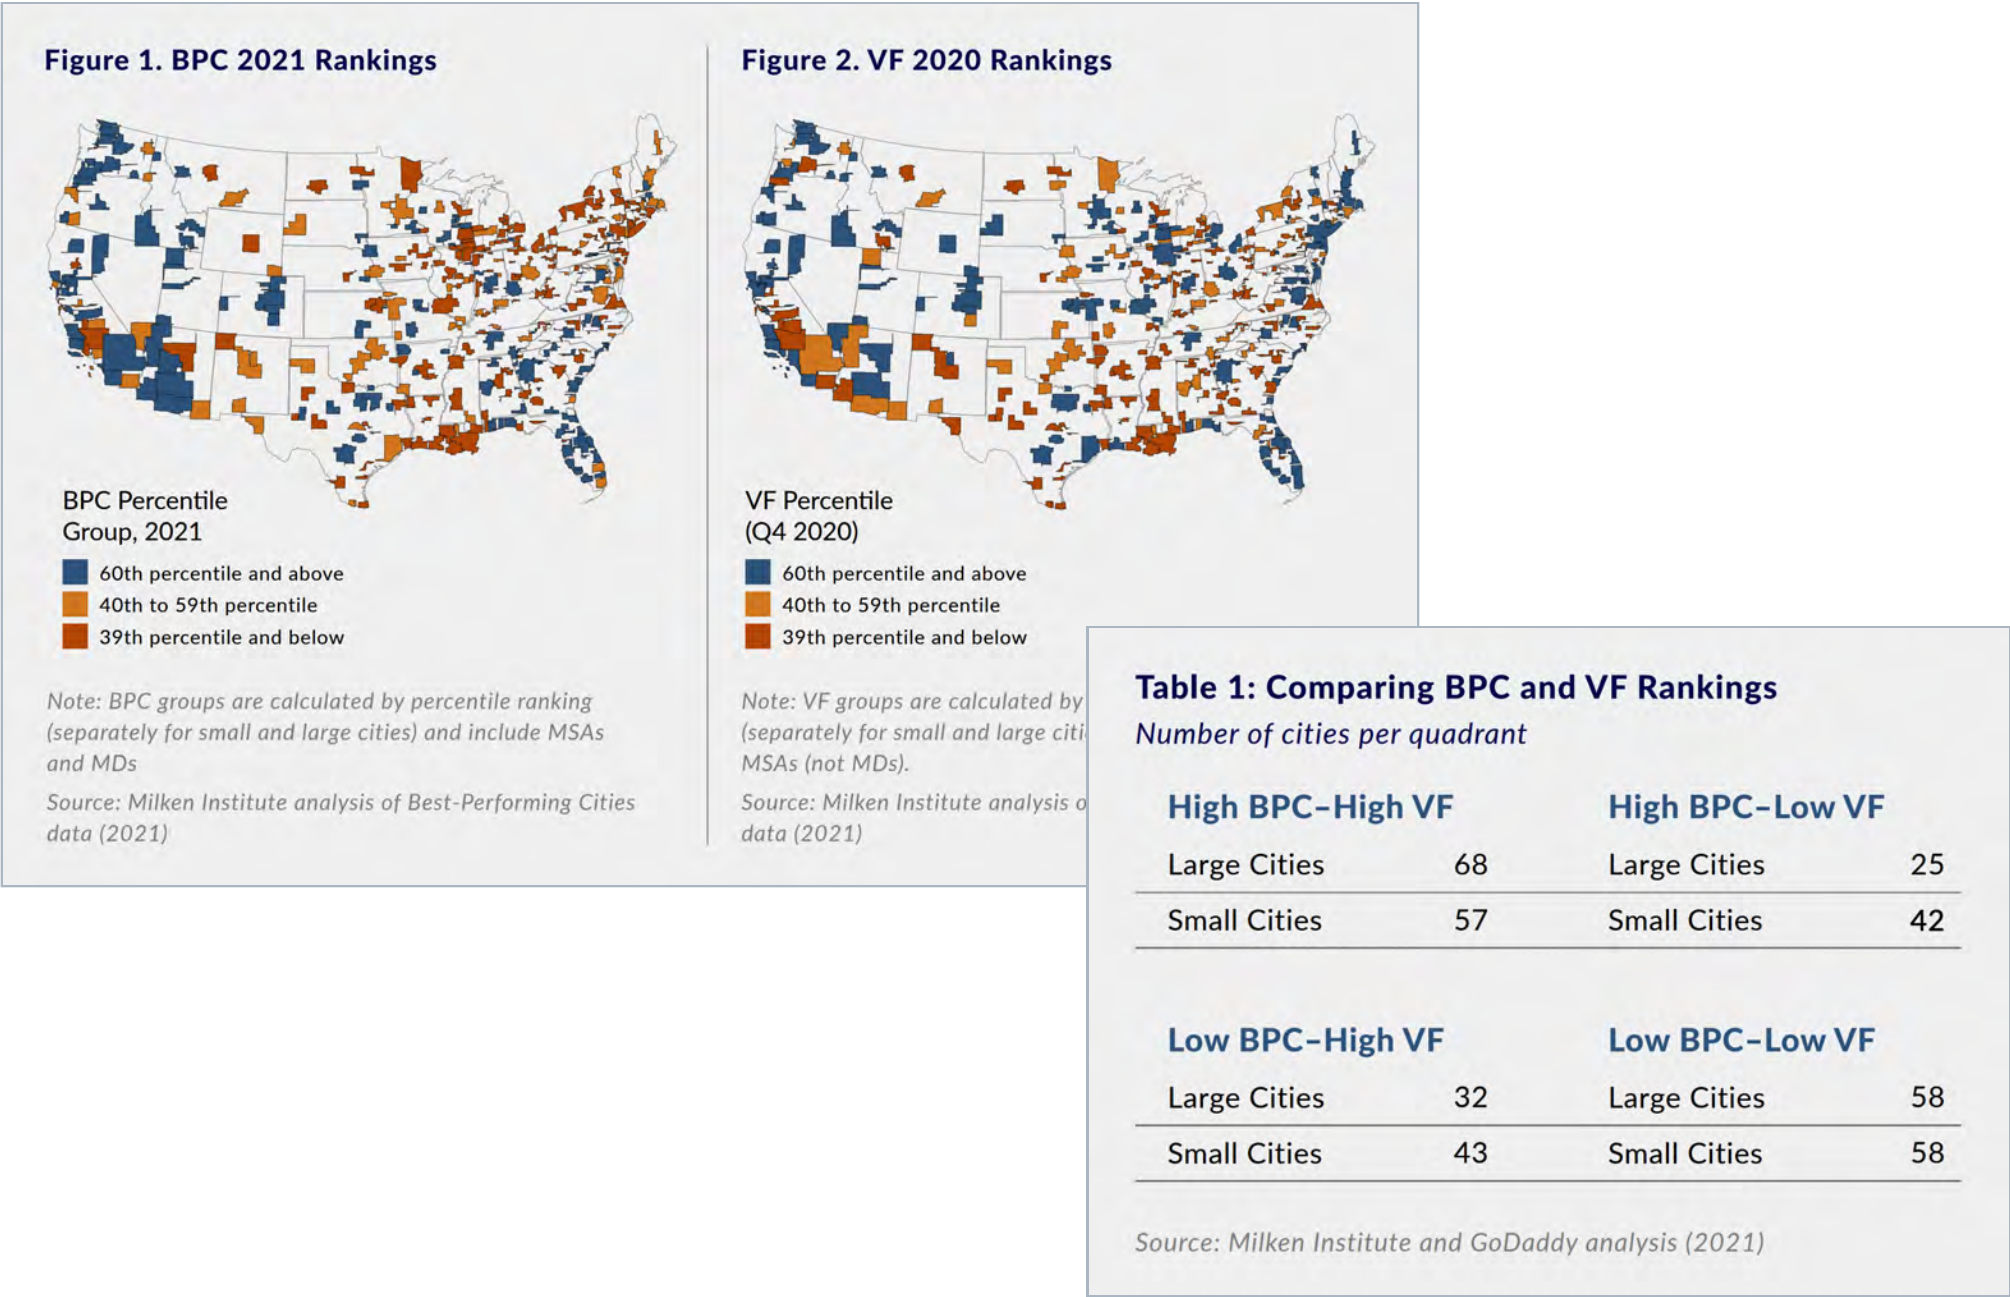 Figure 1. BPC 2021 Rankings
BPC Percentile
Group, 2021
60th percentile and above
40th to 59th percentile
39th percentile and below
Note: BPC groups are calculated by percentile ranking
(separately for small and large cities) and include MSAs
and MDs
Source: Milken Institute analysis of Best-Performing Cities
data (2021)
Figure 2. VF 2020 Rankings
VF Percentile
(Q4 2020)
60th percentile and above
40th to 59th percentile
39th percentile and below
Note: VF groups are calculated by
(separately for small and large
MSAs (not MDs).
Source: Milken Institute analysis
data (2021)
Table 1: Comparing BPC and VF Rankings
Number of cities per quadrant
High BPC–High VF
Large Cities 68
Small Cities 57
High BPC–Low VF
Large Cities 25
Small Cities 42
Low BPC–High VF
Large Cities 32
Small Cities 43
Low BPC–Low VF
Large Cities 58
Small Cities 58
Source: Milken Institute and GoDaddy analysis (2021)